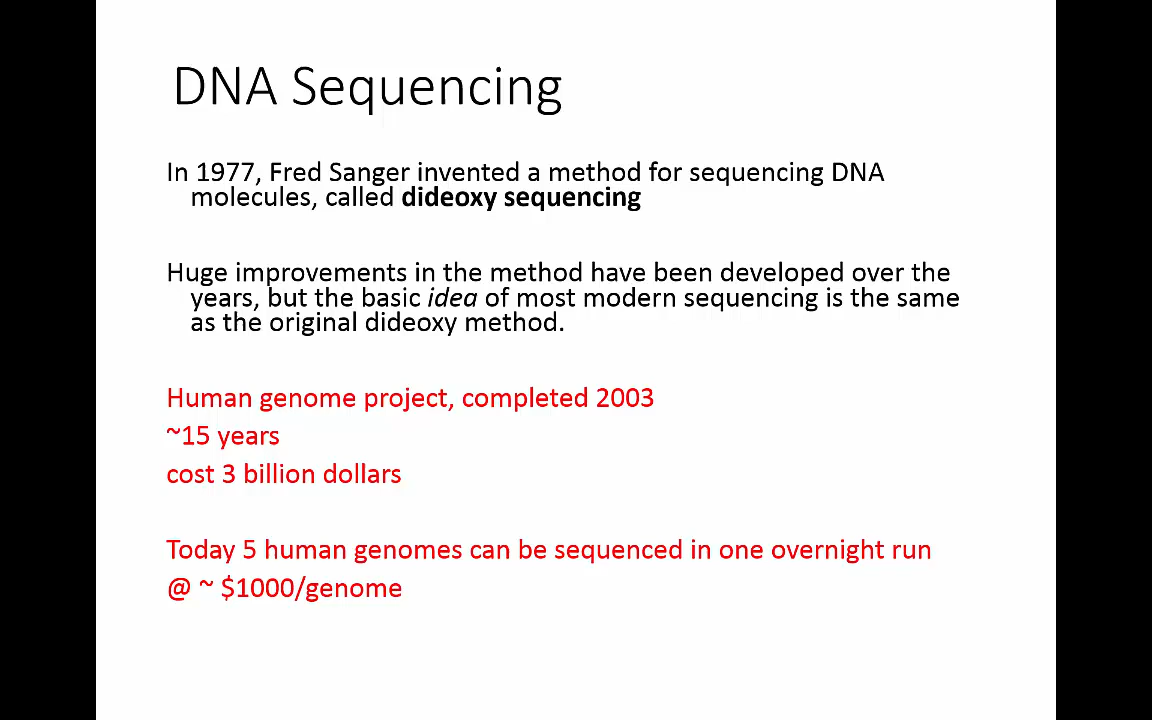 DNA Sequencing
In 1977, Fred Sanger invented a method for sequencing DNA
molecules, called dideoxy sequencing
Huge improvements in the method have been developed over the
years, but the basic idea of most modern sequencing is the same
as the original dideoxy method.
Human genome project, completed 2003
~15 years
cost 3 billion dollars
Today 5 human genomes can be sequenced in one overnight run
@ ~ $1000/genome